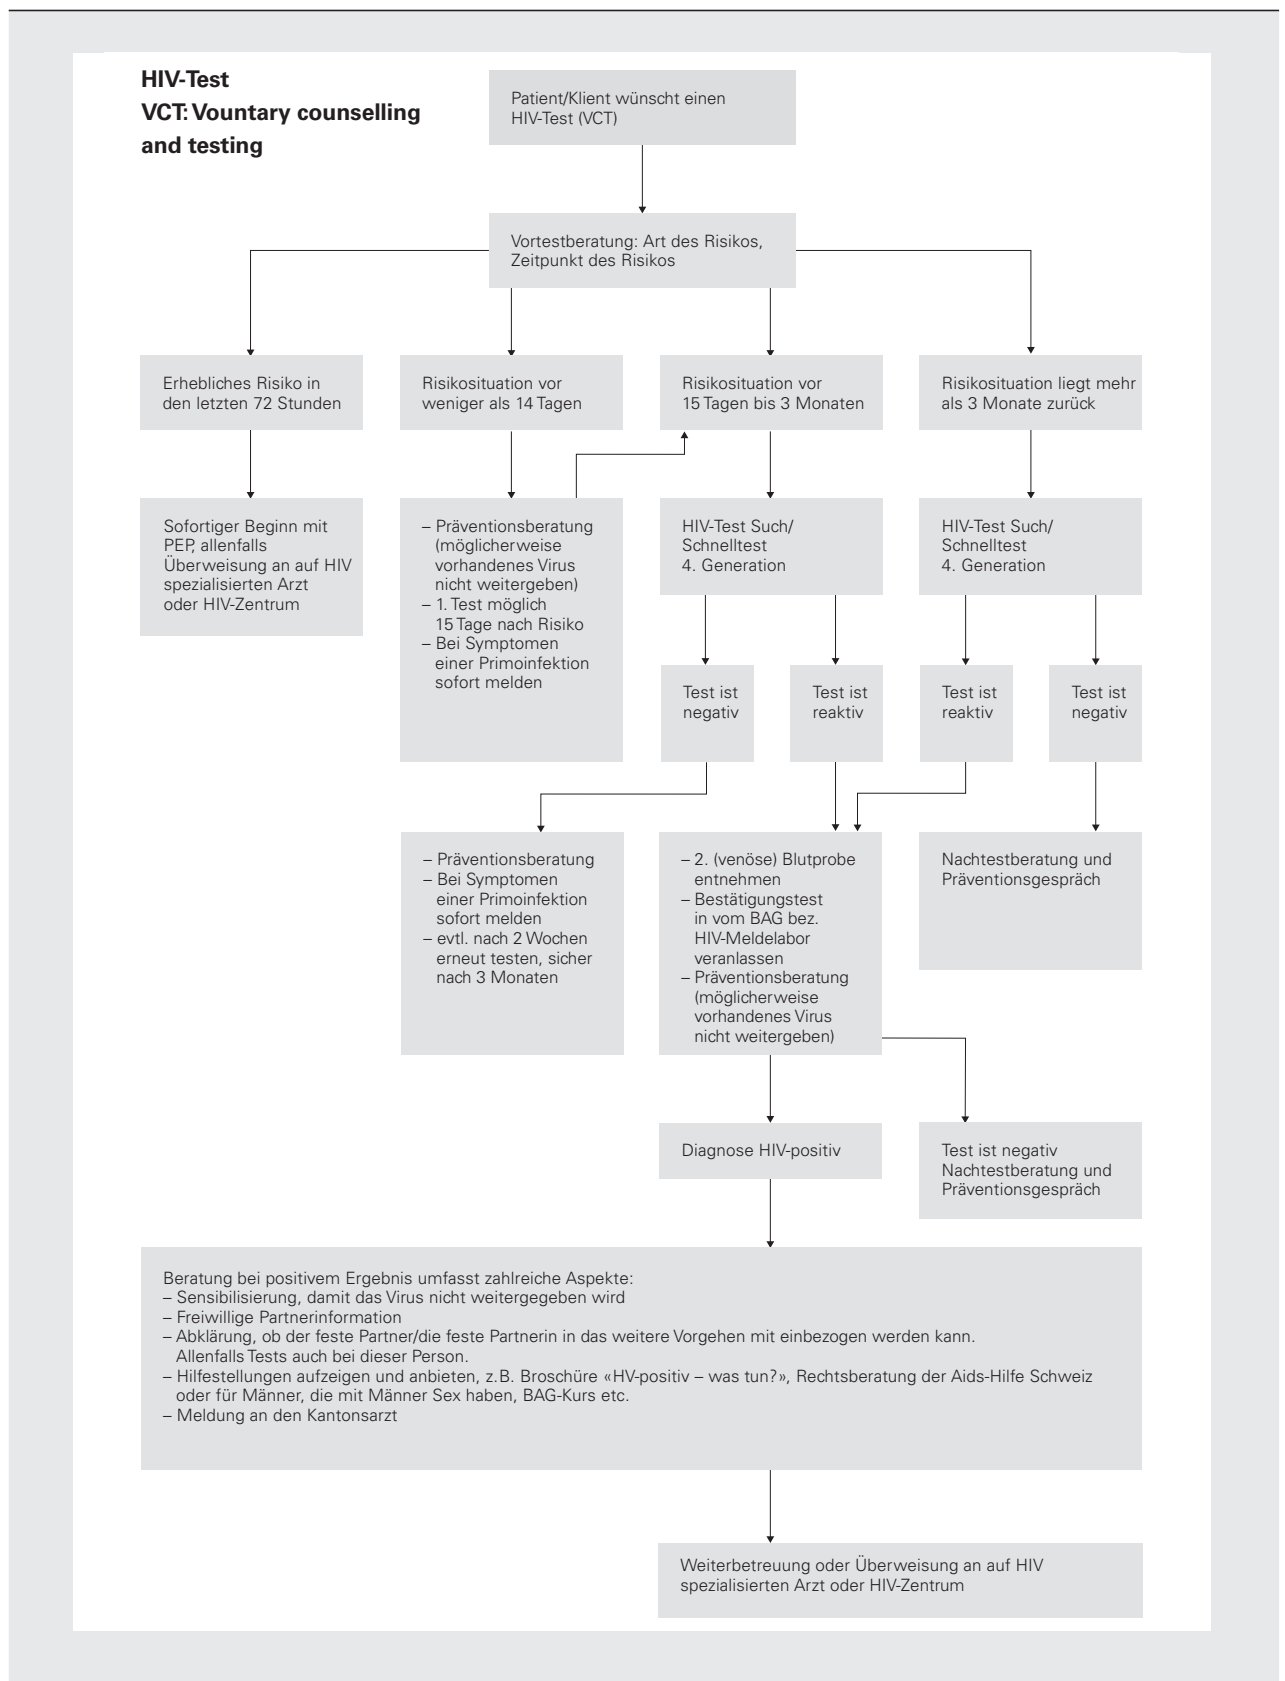 HIV-Test
VCT: Vountary counselling
and testing
Patient/Klient wünscht einen
HIV-Test (VCT)
Vortestberatung: Art des Risikos,
Zeitpunkt des Risikos
Erhebliches Risiko in
den letzten 72 Stunden
Risikosituation vor
weniger als 14 Tagen
Risikosituation vor
15 Tagen bis 3 Monaten
Risikosituation liegt mehr
als 3 Monate zurück
Sofortiger Beginn mit
PEP, allenfalls
Überweisung an auf HIV
spezialisierten Arzt
oder HIV-Zentrum
– Präventionsberatung
(möglicherweise
vorhandenes Virus
nicht weitergeben)
– 1. Test möglich
15 Tage nach Risiko
– Bei Symptomen
einer Primoinfektion
sofort melden
HIV-Test Such/
Schnelltest
4. Generation
HIV-Test Such/
Schnelltest
4. Generation
Test ist
negativ
Test ist
reaktiv
Test ist
reaktiv
Test ist
negativ
– Präventionsberatung
– Bei Symptomen
einer Primoinfektion
sofort melden
– evtl. nach 2 Wochen
erneut testen, sicher
nach 3 Monaten
– 2. (venöse) Blutprobe
entnehmen
– Bestätigungstest
in vom BAG bez.
HIV-Meldelabor
veranlassen
– Präventionsberatung
(möglicherweise
vorhandenes Virus
nicht weitergeben)
Nachtestberatung und
Präventionsgespräch
Diagnose HIV-positiv
Test ist negativ
Nachtestberatung und
Präventionsgespräch
Beratung bei positivem Ergebnis umfasst zahlreiche Aspekte:
– Sensibilisierung, damit das Virus nicht weitergegeben wird
– Freiwillige Partnerinformation
– Abklärung, ob der feste Partner/die feste Partnerin in das weitere Vorgehen mit einbezogen werden kann.
Allenfalls Tests auch bei dieser Person.
– Hilfestellungen aufzeigen und anbieten, z.B. Broschüre «HV-positiv – was tun?», Rechtsberatung der Aids-Hilfe Schweiz
oder für Männer, die mit Männer Sex haben, BAG-Kurs etc.
– Meldung an den Kantonsarzt
Weiterbetreuung oder Überweisung an auf HIV
spezialisierten Arzt oder HIV-Zentrum